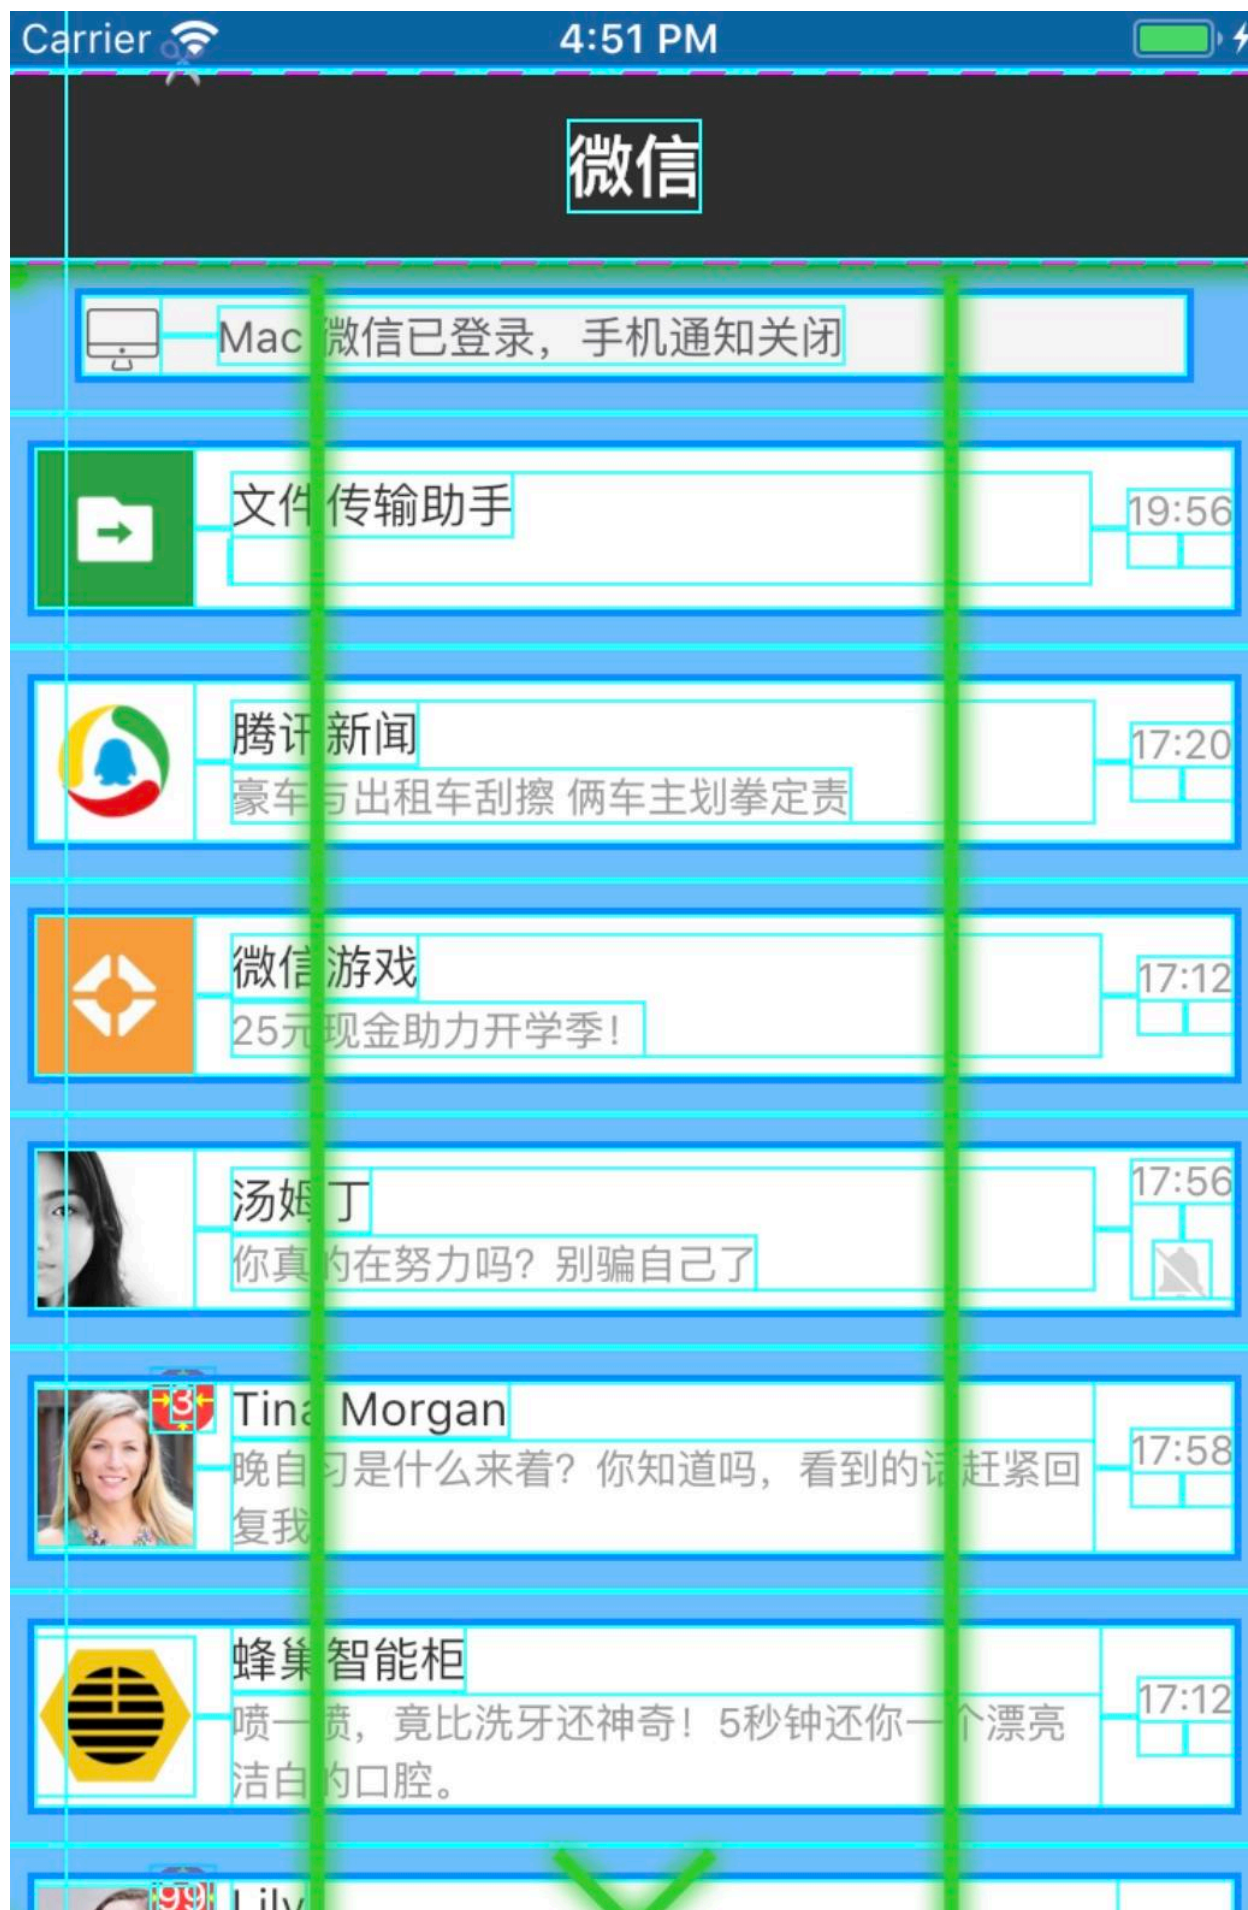 Carrier 4:51 PM
微信
Mac 微信已登录，手机通知关闭
文件传输助手
19:56
腾讯新闻
17:20
豪车与出租车刮擦 俩车主划拳定责
微信游戏
17:12
25元现金助力开学季！
汤姆丁
17:56
你真的在努力吗？别骗自己了
3
Tina Morgan
17:58
晚自习是什么来着？你知道吗，看到的话赶紧回
复我
蜂巢智能柜
17:12
喷一喷，竟比洗牙还神奇！5秒钟还你一个漂亮
洁白的口腔。
99
Lily